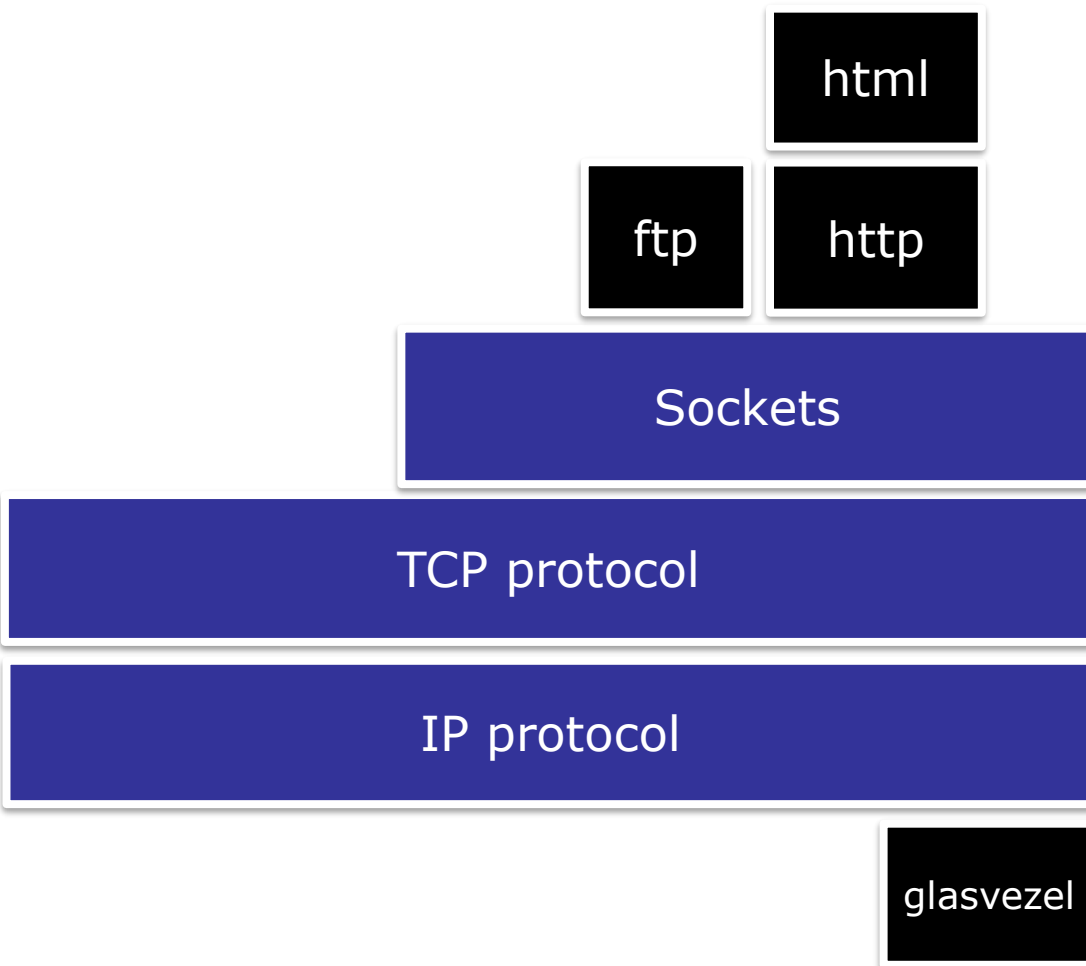 html
ftp
http
Sockets
TCP protocol
IP protocol
glasvezel